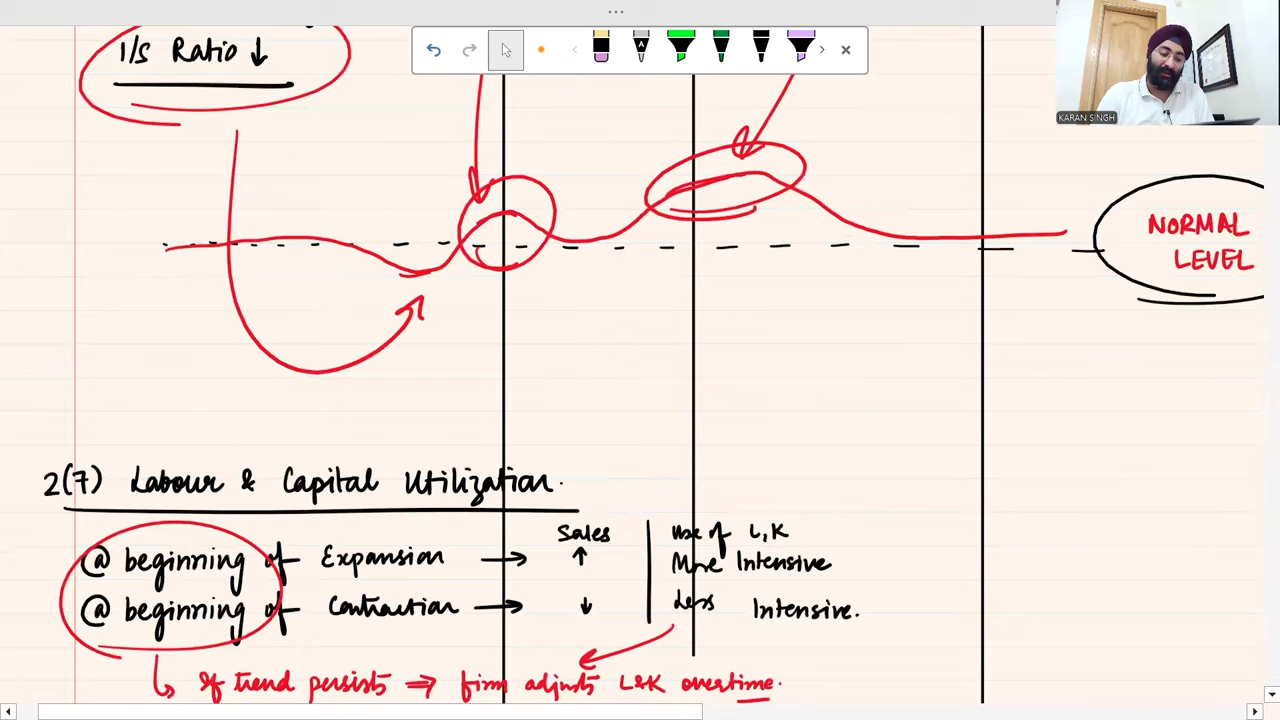 I/s Ratio ↓
KARAN SINGH
NORMAL
LEVEL
2(7) Labour & Capital Utilization.
Sales
use of L,K
@ beginning of Expansion → ↑ More Intensive
@ beginning of Contraction → ↓ Less Intensive.
↳ If trend persists ⇒ firm adjusts L&K overtime.